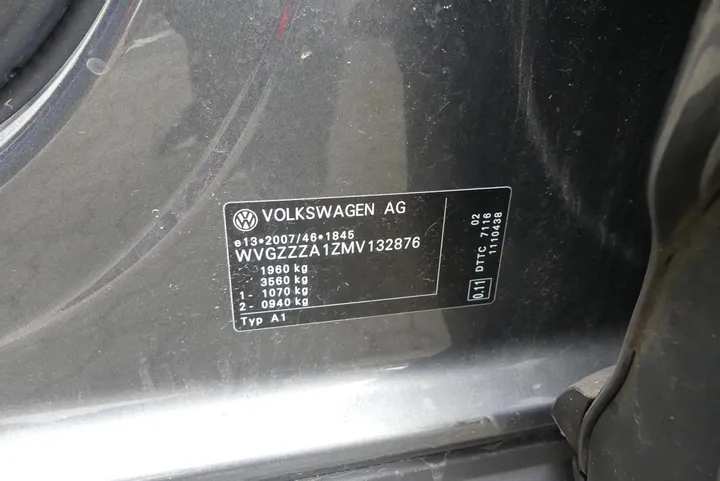 VOLKSWAGEN AG
e13*2007/46*1845
WVGZZZA1ZMV132876
1960 kg
3560 kg
1- 1070 kg
2- 0940 kg
Typ A1
0.11 DTTC 7116 02
1110438